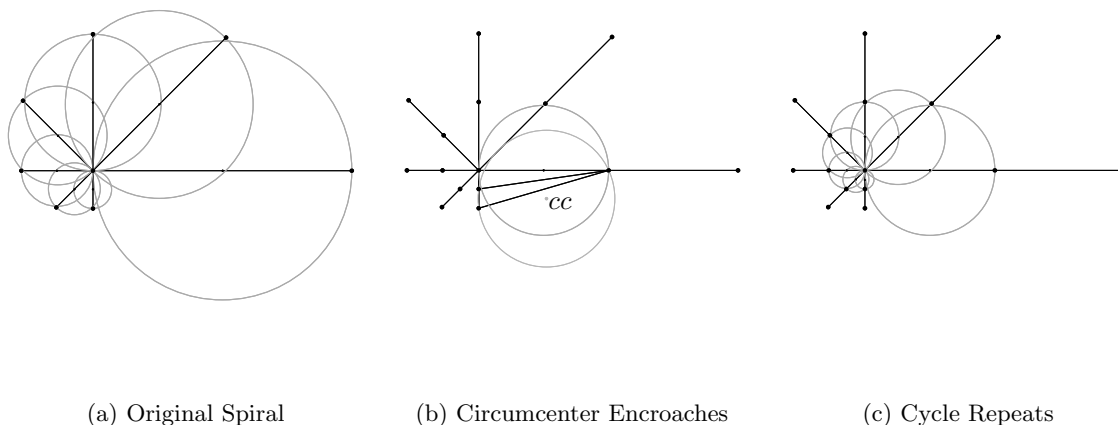 cc
(a) Original Spiral
(b) Circumcenter Encroaches
(c) Cycle Repeats